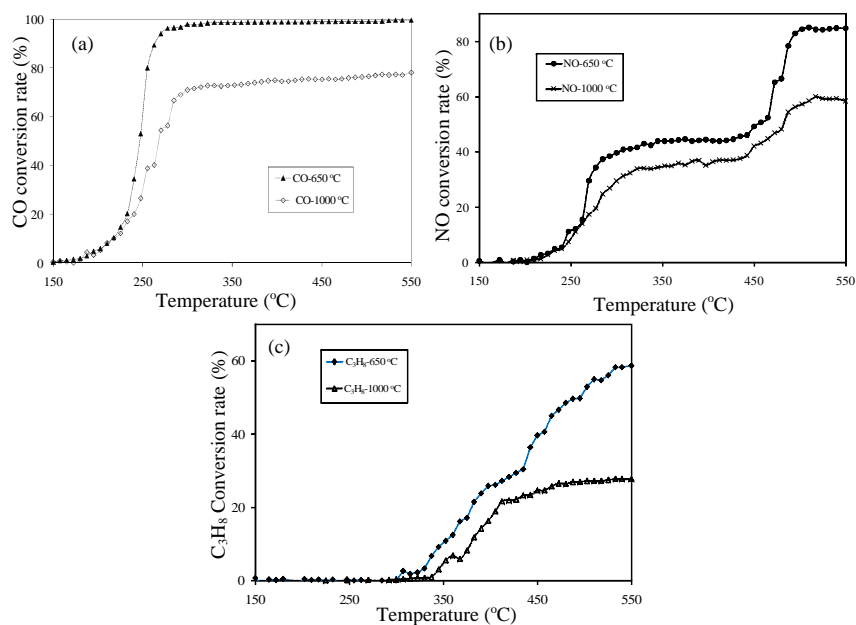 (a)
CO conversion rate (%)
100
80
60
40
20
0
CO-650 °C
CO-1000 °C
150
250
350
450
550
Temperature (°C)
(b)
NO conversion rate (%)
80
60
40
20
0
NO-650 °C
NO-1000 °C
150
250
350
450
550
Temperature (°C)
(c)
C₃H₈ Conversion rate (%)
60
40
20
0
C₃H₈-650 °C
C₃H₈-1000 °C
150
250
350
450
550
Temperature (°C)